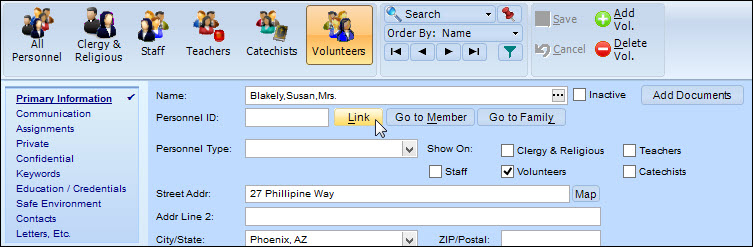 All Personnel
Clergy & Religious
Staff
Teachers
Catechists
Volunteers
Search
Order By: Name
Save
Cancel
Add Vol.
Delete Vol.
Primary Information
Communication
Assignments
Private
Confidential
Keywords
Education / Credentials
Safe Environment
Contacts
Letters, Etc.
Name: Blakely,Susan,Mrs. ... Inactive Add Documents
Personnel ID: Link Go to Member Go to Family
Personnel Type: Show On: Clergy & Religious Teachers
Staff Volunteers Catechists
Street Addr: 27 Phillipine Way Map
Addr Line 2:
City/State: Phoenix, AZ ZIP/Postal: